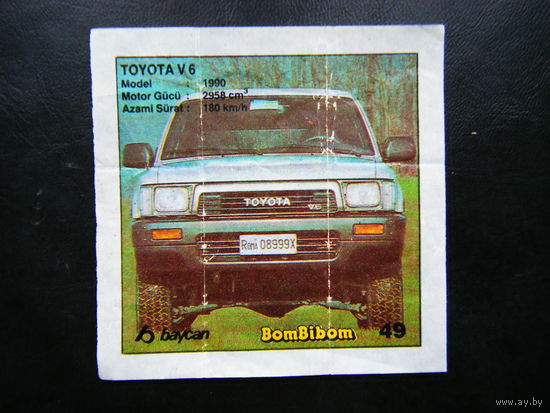 TOYOTA V 6
Model : 1990
Motor Gücü : 2958 cm³
Azami Sürat : 180 km/h
TOYOTA
V6
Roma 08999X
baycan
BomBibom
49
www.ay.by